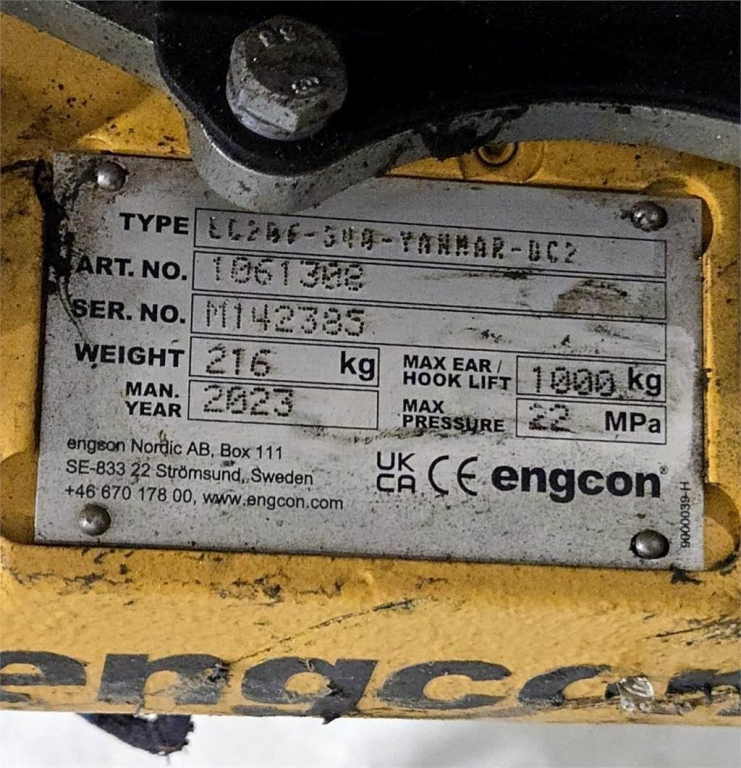 TYPE EC206-S40-YANMAR-DC2
ART. NO. 1061308
SER. NO. M142385
WEIGHT 216 kg
MAX EAR / HOOK LIFT 1000 kg
MAN. YEAR 2023
MAX PRESSURE 22 MPa
engcon Nordic AB, Box 111
SE-833 22 Strömsund, Sweden
+46 670 178 00, www.engcon.com
UK CA CE engcon®
9000039-H
engcon